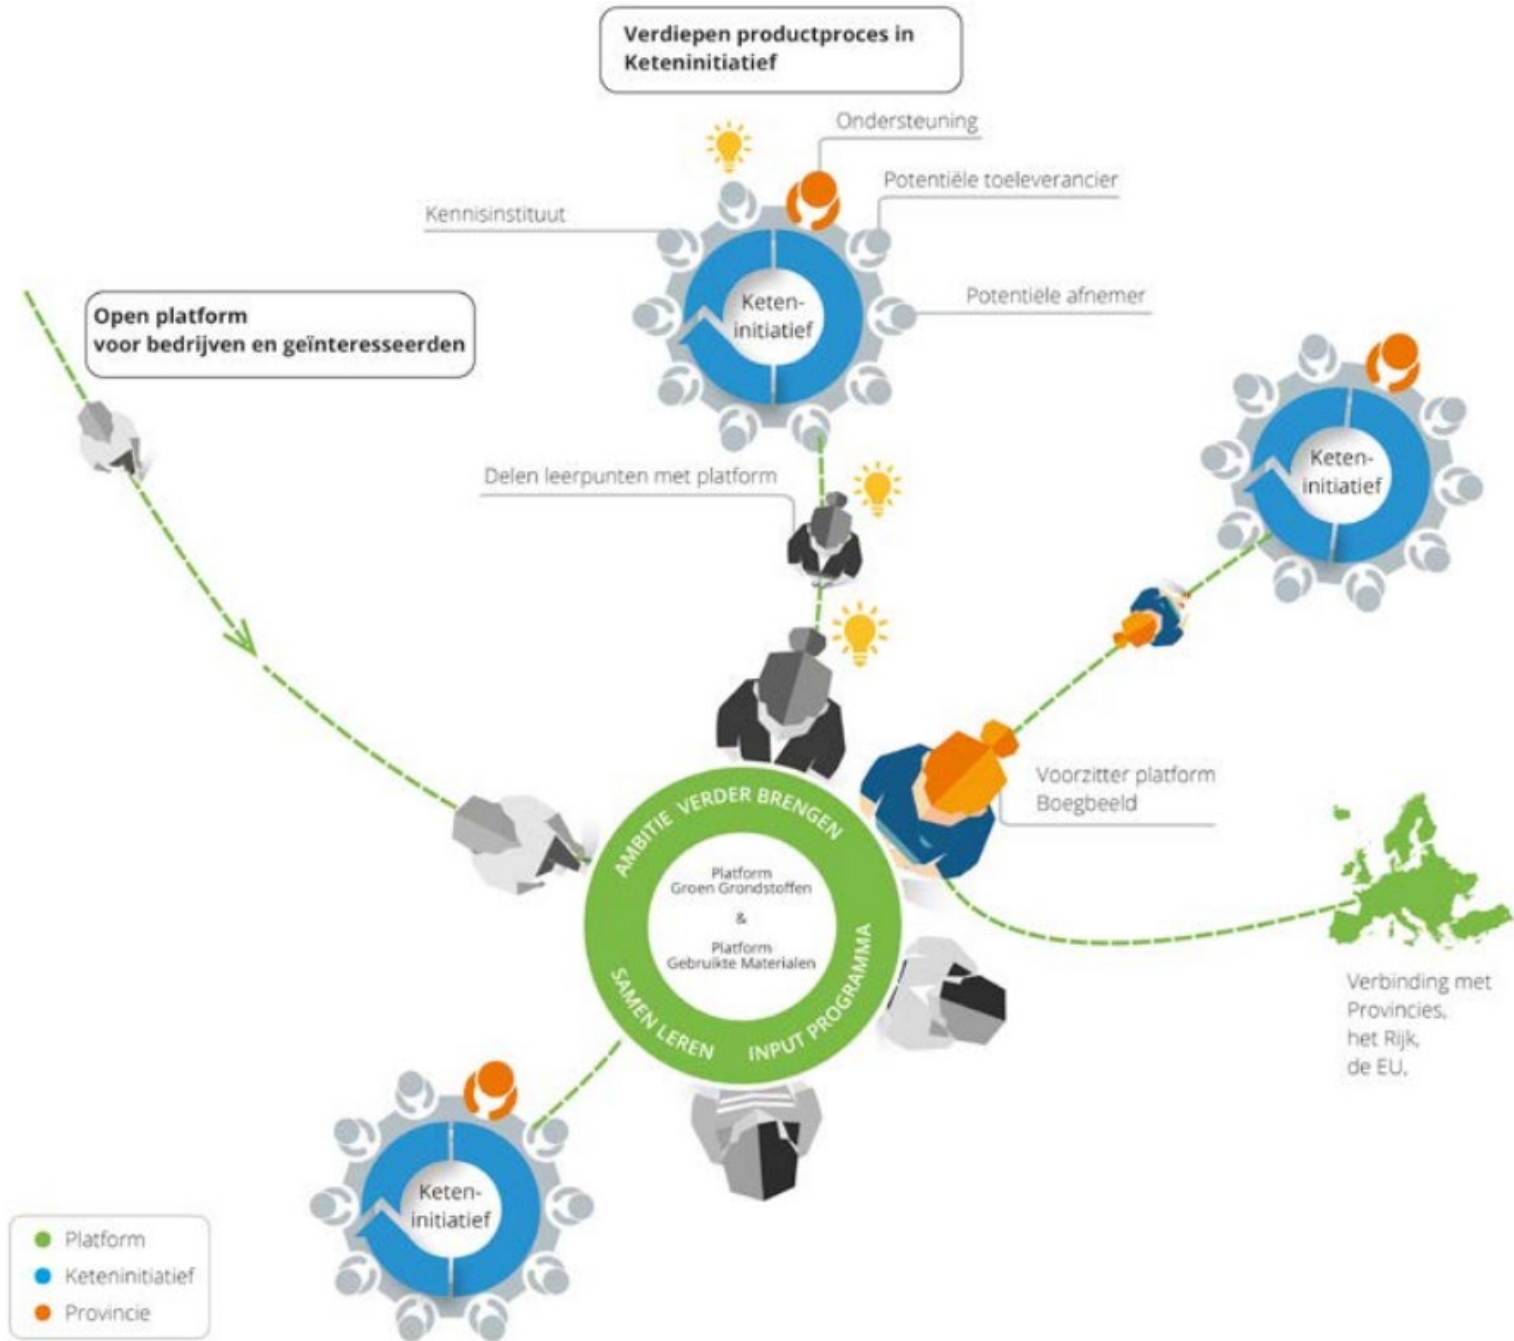 Verdiepen productproces in
Keteninitiatief
Ondersteuning
Potentiële toeleverancier
Kennisinstituut
Potentiële afnemer
Keten-
initiatief
Open platform
voor bedrijven en geïnteresseerden
Keten-
initiatief
Delen leerpunten met platform
Voorzitter platform
Boegbeeld
AMBITIE VERDER BRENGEN
Platform
Groen Grondstoffen
&
Platform
Gebruikte Materialen
SAMEN LEREN
INPUT PROGRAMMA
Verbinding met
Provincies,
het Rijk,
de EU,
Keten-
initiatief
Platform
Keteninitiatief
Provincie